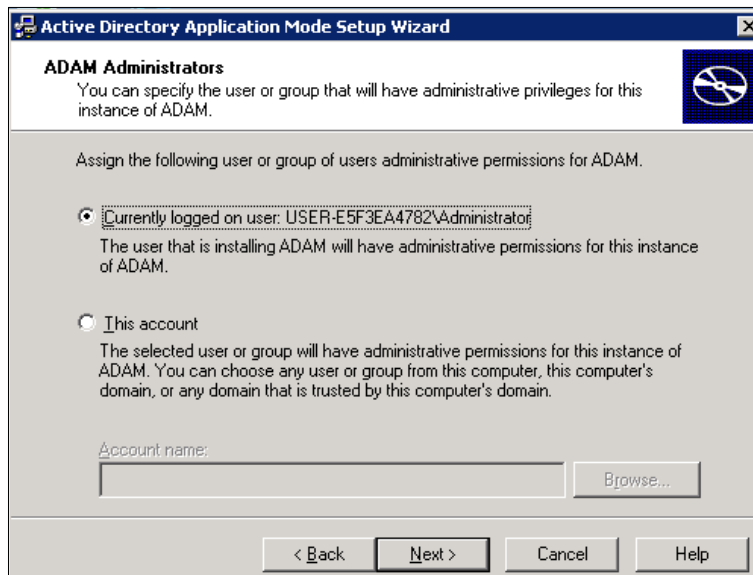 Active Directory Application Mode Setup Wizard
ADAM Administrators
You can specify the user or group that will have administrative privileges for this
instance of ADAM.
Assign the following user or group of users administrative permissions for ADAM.
Currently logged on user: USER-E5F3EA4782\Administrator
The user that is installing ADAM will have administrative permissions for this instance
of ADAM.
This account
The selected user or group will have administrative permissions for this instance of
ADAM. You can choose any user or group from this computer, this computer's
domain, or any domain that is trusted by this computer's domain.
Account name:
Browse...
< Back
Next >
Cancel
Help